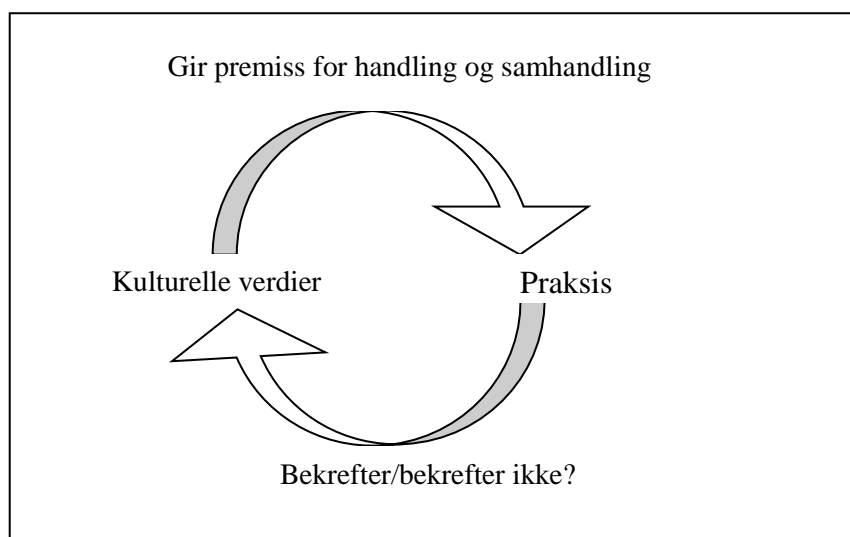 Gir premiss for handling og samhandling
Kulturelle verdier
Praksis
Bekrefter/bekrefter ikke?